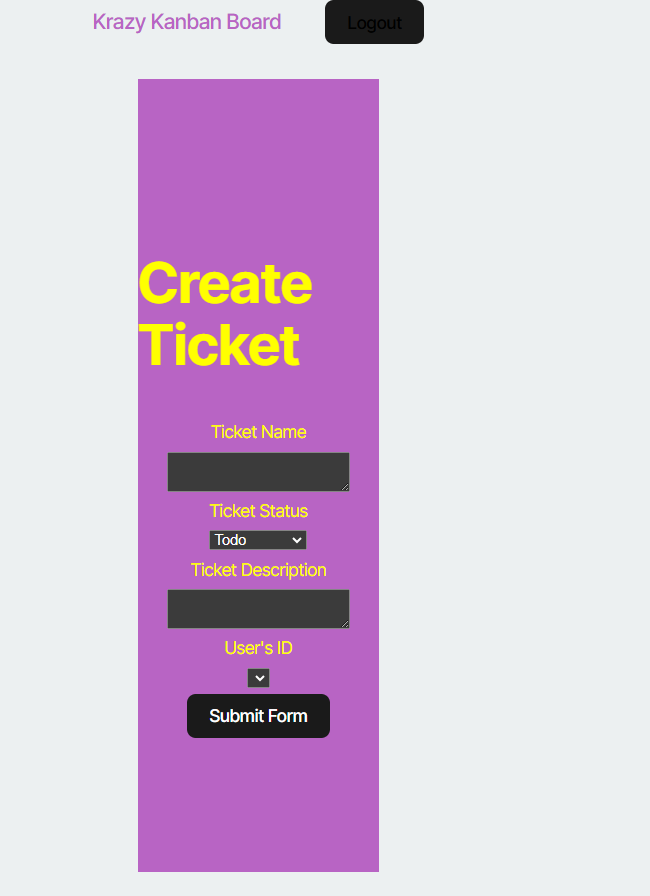 Krazy Kanban Board
Logout
Create
Ticket
Ticket Name
Ticket Status
Todo
Ticket Description
User's ID
Submit Form